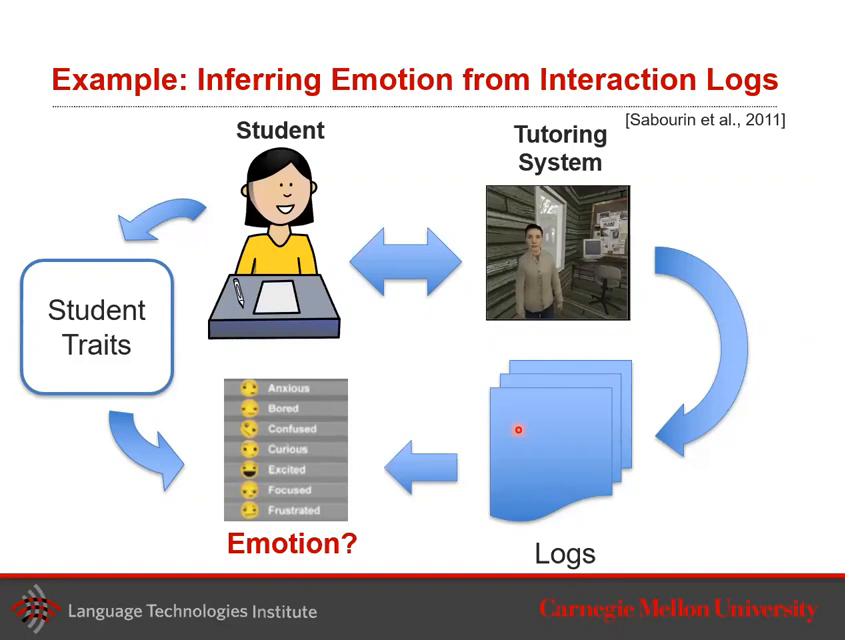 Example: Inferring Emotion from Interaction Logs
[Sabourin et al., 2011]
Student
Tutoring
System
Student
Traits
Anxious
Bored
Confused
Curious
Excited
Focused
Frustrated
Emotion?
Logs
Language Technologies Institute
Carnegie Mellon University